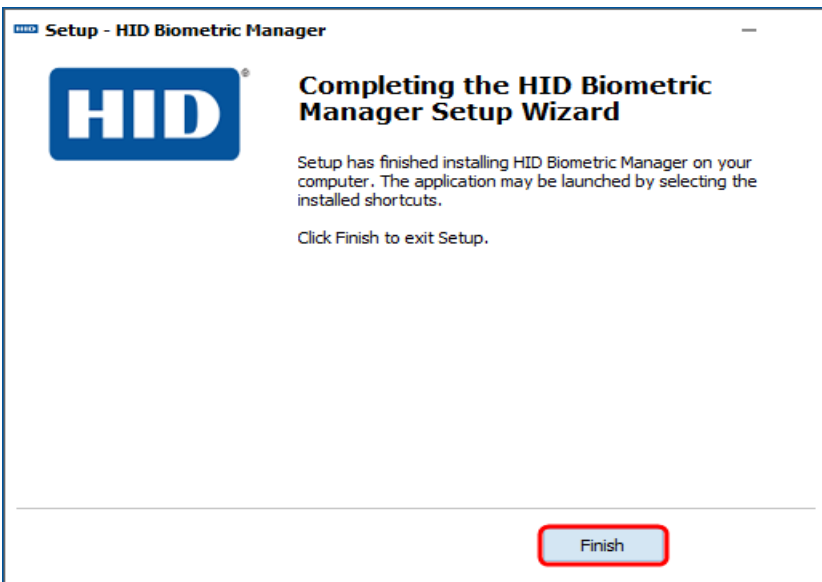 HID Setup - HID Biometric Manager
HID®
Completing the HID Biometric
Manager Setup Wizard
Setup has finished installing HID Biometric Manager on your
computer. The application may be launched by selecting the
installed shortcuts.
Click Finish to exit Setup.
Finish